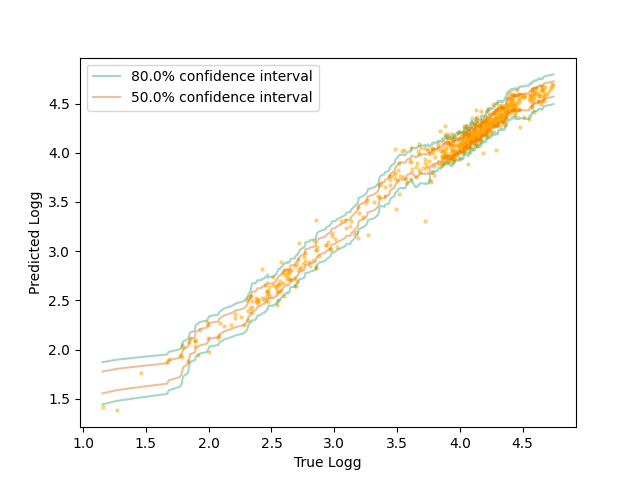 80.0% confidence interval
50.0% confidence interval
4.5
4.0
3.5
3.0
2.5
2.0
1.5
Predicted Logg
1.0 1.5 2.0 2.5 3.0 3.5 4.0 4.5
True Logg